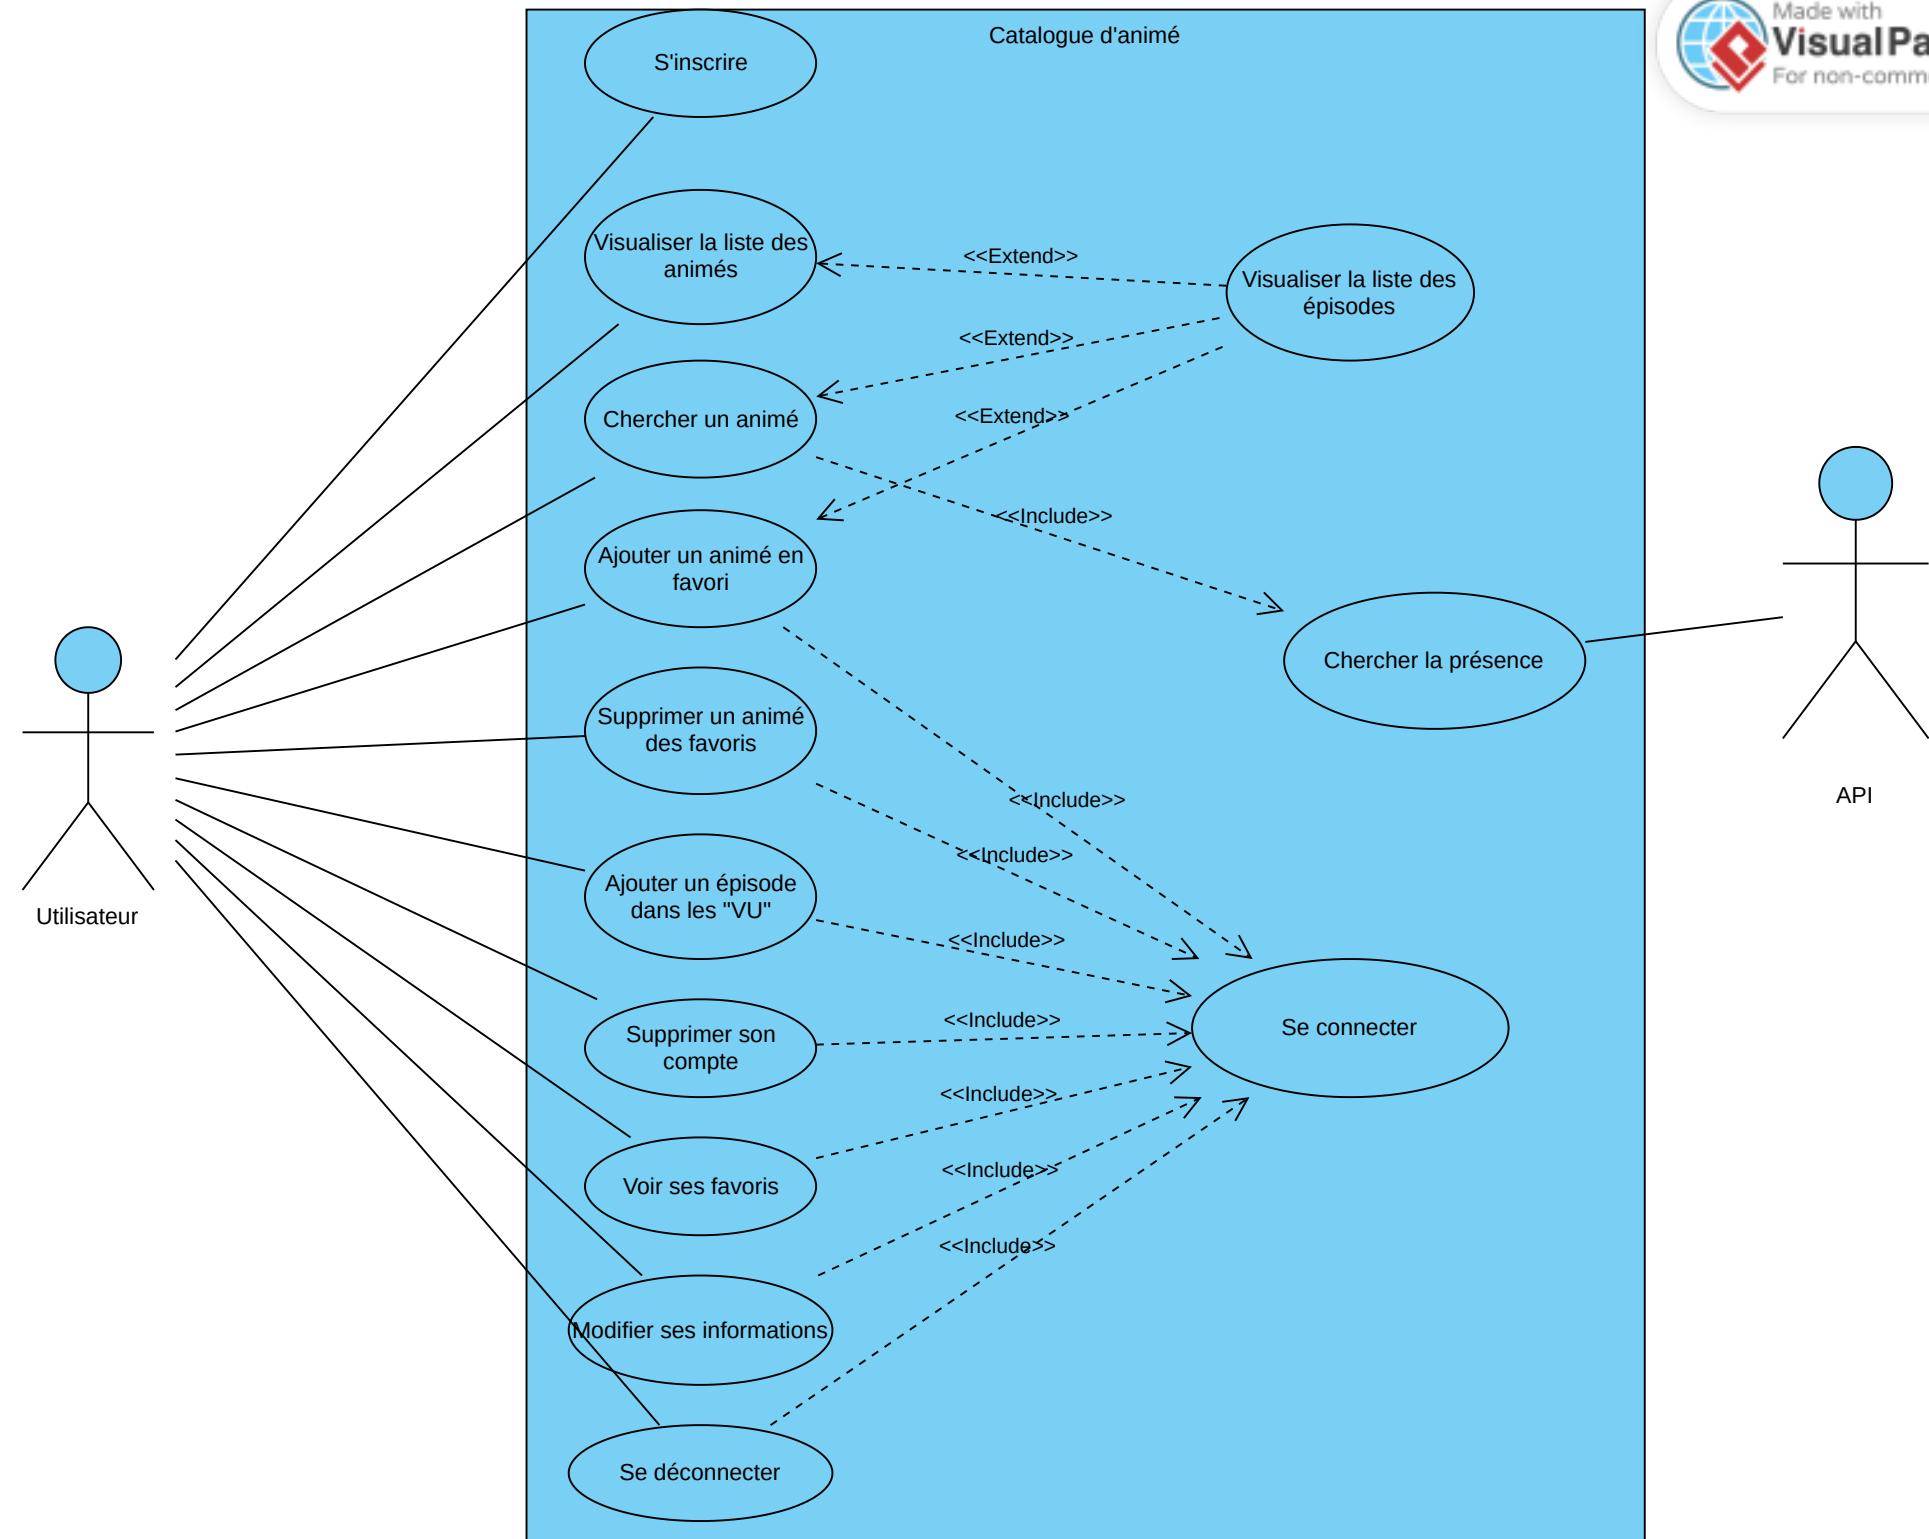 Catalogue d'animé
Made with
Visual Pa
For non-comm
S'inscrire
Visualiser la liste des
animés
<<Extend>>
Visualiser la liste des
épisodes
<<Extend>>
Chercher un animé
<<Extend>>
<<Include>>
Ajouter un animé en
favori
Chercher la présence
Supprimer un animé
des favoris
API
<<Include>>
<<Include>>
Ajouter un épisode
dans les "VU"
Utilisateur
<<Include>>
Supprimer son
compte
<<Include>>
Se connecter
<<Include>>
Voir ses favoris
<<Include>>
<<Include>>
Modifier ses informations
Se déconnecter